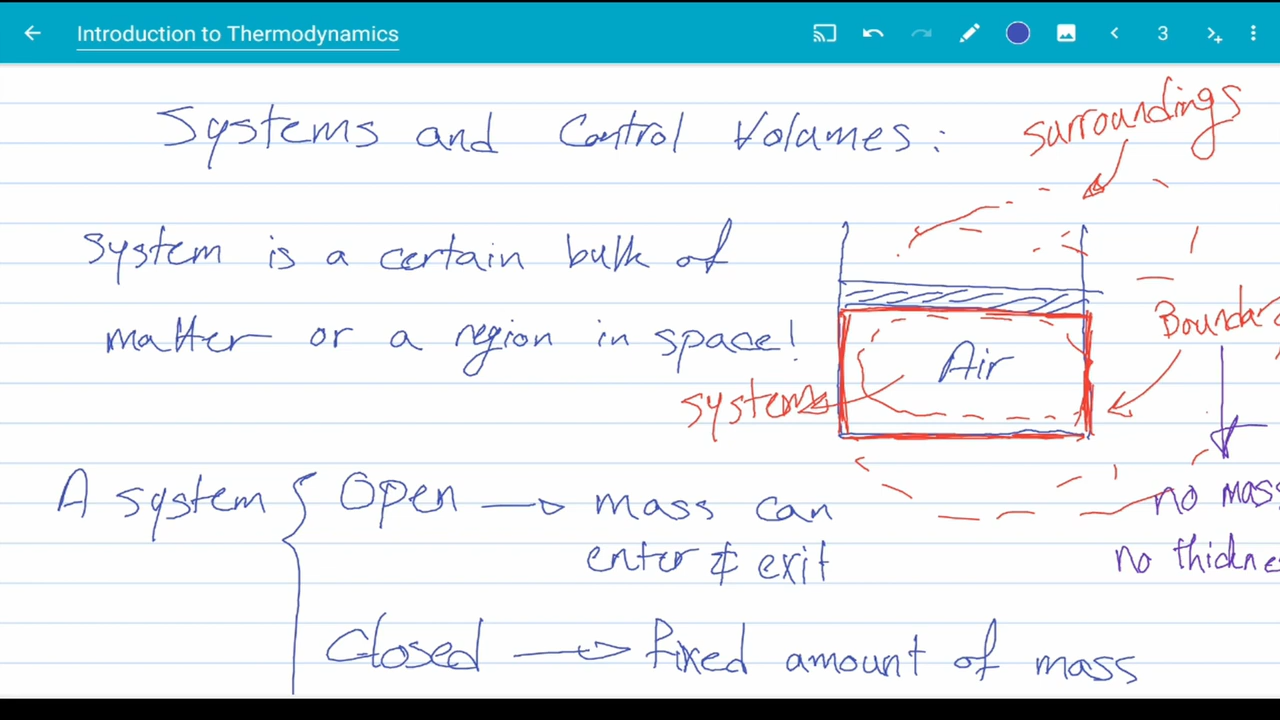 Introduction to Thermodynamics
3
Systems and Control Volumes:
surroundings
system is a certain bulk of
matter or a region in space!
Air
system
Boundar
no mass
no thickne
A system { Open → mass can
enter & exit
Closed → fixed amount of mass